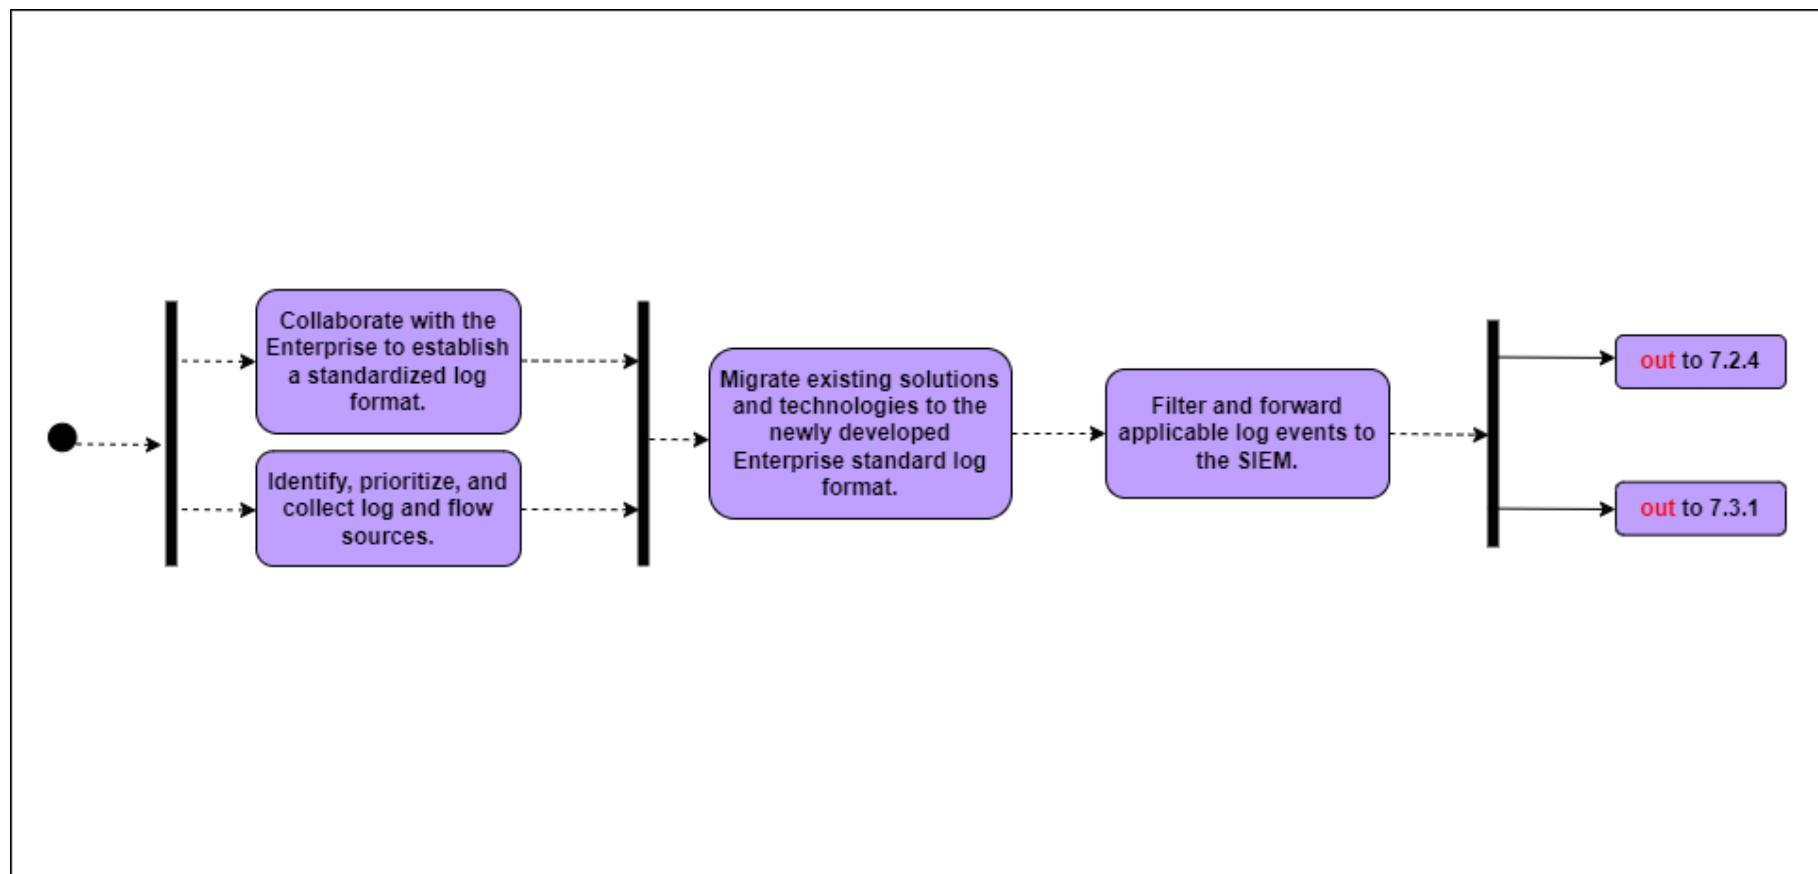 Collaborate with the
Enterprise to establish
a standardized log
format.
Identify, prioritize, and
collect log and flow
sources.
Migrate existing solutions
and technologies to the
newly developed
Enterprise standard log
format.
Filter and forward
applicable log events to
the SIEM.
out to 7.2.4
out to 7.3.1